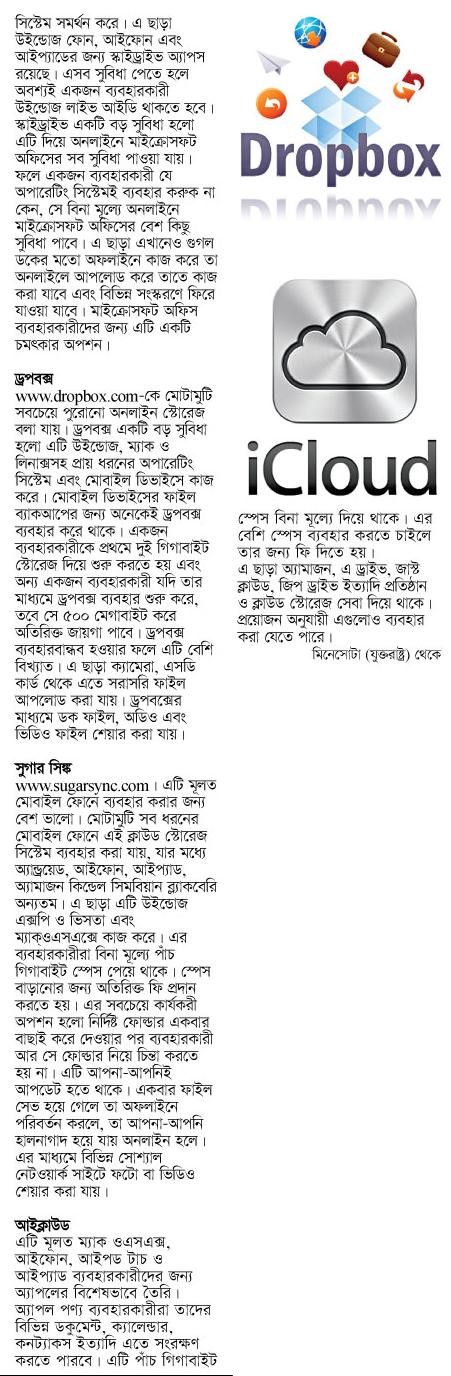 সিস্টেম সমর্থন করে। এ ছাড়া
উইন্ডোজ ফোন, আইফোন এবং
আইপ্যাডের জন্য স্কাইড্রাইভ অ্যাপস
রয়েছে। এসব সুবিধা পেতে হলে
অবশ্যই একজন ব্যবহারকারী
উইন্ডোজ লাইভ আইডি থাকতে হবে।
স্কাইড্রাইভ একটি বড় সুবিধা হলো
এটি দিয়ে অনলাইনে মাইক্রোসফট
অফিসের সব সুবিধা পাওয়া যায়।
ফলে একজন ব্যবহারকারী যে
অপারেটিং সিস্টেমই ব্যবহার করুক না
কেন, সে বিনা মূল্যে অনলাইনে
মাইক্রোসফট অফিসের বেশ কিছু
সুবিধা পাবে। এ ছাড়া এখানেও গুগল
ডকের মতো অফলাইনে কাজ করে তা
অনলাইলে আপলোড করে তাতে কাজ
করা যাবে এবং বিভিন্ন সংস্করণে ফিরে
যাওয়া যাবে। মাইক্রোসফট অফিস
ব্যবহারকারীদের জন্য এটি একটি
চমৎকার অপশন।
ড্রপবক্স
www.dropbox.com-কে মোটামুটি
সবচেয়ে পুরোনো অনলাইন স্টোরেজ
বলা যায়। ড্রপবক্স একটি বড় সুবিধা
হলো এটি উইন্ডোজ, ম্যাক ও
লিনাক্সসহ প্রায় ধরনের অপারেটিং
সিস্টেম এবং মোবাইল ডিভাইসে কাজ
করে। মোবাইল ডিভাইসের ফাইল
ব্যাকআপের জন্য অনেকেই ড্রপবক্স
ব্যবহার করে থাকে। একজন
ব্যবহারকারীকে প্রথমে দুই গিগাবাইট
স্টোরেজ দিয়ে শুরু করতে হয় এবং
অন্য একজন ব্যবহারকারী যদি তার
মাধ্যমে ড্রপবক্স ব্যবহার শুরু করে,
তবে সে ৫০০ মেগাবাইট করে
অতিরিক্ত জায়গা পাবে। ড্রপবক্স
ব্যবহারবান্ধব হওয়ার ফলে এটি বেশি
বিখ্যাত। এ ছাড়া ক্যামেরা, এসডি
কার্ড থেকে এতে সরাসরি ফাইল
আপলোড করা যায়। ড্রপবক্সের
মাধ্যমে ডক ফাইল, অডিও এবং
ভিডিও ফাইল শেয়ার করা যায়।
সুগার সিঙ্ক
www.sugarsync.com। এটি মূলত
মোবাইল ফোনে ব্যবহার করার জন্য
বেশ ভালো। মোটামুটি সব ধরনের
মোবাইল ফোনে এই ক্লাউড স্টোরেজ
সিস্টেম ব্যবহার করা যায়, যার মধ্যে
অ্যান্ড্রয়েড, আইফোন, আইপ্যাড,
অ্যামাজন কিন্ডেল সিমবিয়ান ব্ল্যাকবেরি
অন্যতম। এ ছাড়া এটি উইন্ডোজ
এক্সপি ও ভিসতা এবং
ম্যাক্ওএসএক্সে কাজ করে। এর
ব্যবহারকারীরা বিনা মূল্যে পাঁচ
গিগাবাইট স্পেস পেয়ে থাকে। স্পেস
বাড়ানোর জন্য অতিরিক্ত ফি প্রদান
করতে হয়। এর সবচেয়ে কার্যকরী
অপশন হলো নির্দিষ্ট ফোল্ডার একবার
বাছাই করে দেওয়ার পর ব্যবহারকারী
আর সে ফোল্ডার নিয়ে চিন্তা করতে
হয় না। এটি আপনা-আপনিই
আপডেট হতে থাকে। একবার ফাইল
সেভ হয়ে গেলে তা অফলাইনে
পরিবর্তন করলে, তা আপনা-আপনি
হালনাগাদ হয়ে যায় অনলাইন হলে।
এর মাধ্যমে বিভিন্ন সোশ্যাল
নেটওয়ার্ক সাইটে ফটো বা ভিডিও
শেয়ার করা যায়।
আইক্লাউড
এটি মূলত ম্যাক ওএসএক্স,
আইফোন, আইপড টাচ ও
আইপ্যাড ব্যবহারকারীদের জন্য
অ্যাপলের বিশেষভাবে তৈরি।
অ্যাপল পণ্য ব্যবহারকারীরা তাদের
বিভিন্ন ডকুমেন্ট, ক্যালেন্ডার,
কনট্যাকস ইত্যাদি এতে সংরক্ষণ
করতে পারবে। এটি পাঁচ গিগাবাইট
Dropbox
iCloud
স্পেস বিনা মূল্যে দিয়ে থাকে। এর
বেশি স্পেস ব্যবহার করতে চাইলে
তার জন্য ফি দিতে হয়।
এ ছাড়া অ্যামাজন, এ ড্রাইভ, জাস্ট
ক্লাউড, জিপ ড্রাইভ ইত্যাদি প্রতিষ্ঠান
ও ক্লাউড স্টোরেজ সেবা দিয়ে থাকে।
প্রয়োজন অনুযায়ী এগুলোও ব্যবহার
করা যেতে পারে।
মিনেসোটা (যুক্তরাষ্ট্র) থেকে